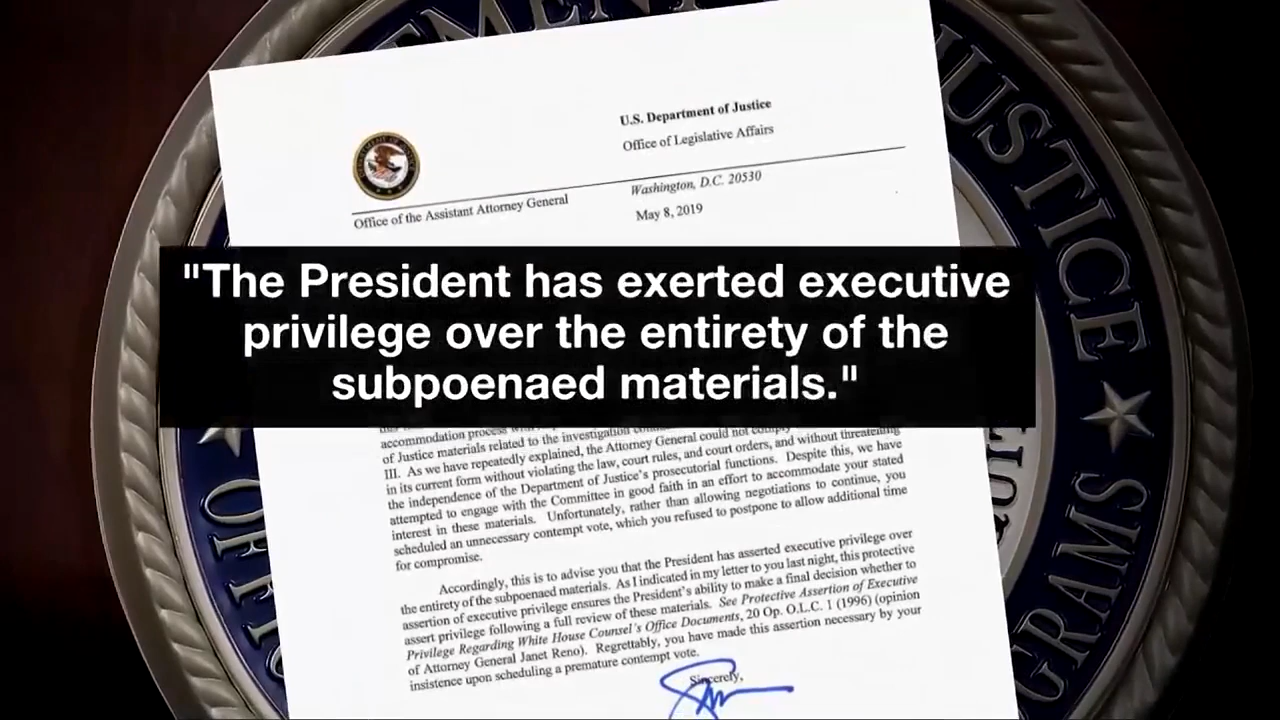 U.S. Department of Justice
Office of Legislative Affairs
Office of the Assistant Attorney General
Washington, D.C. 20530
May 8, 2019
"The President has exerted executive
privilege over the entirety of the
subpoenaed materials."
accommodation process with
of Justice materials related to the investigation
III. As we have repeatedly explained, the Attorney General could not comply
in its current form without violating the law, court rules, and court orders, and without threatening
the independence of the Department of Justice's prosecutorial functions. Despite this, we have
attempted to engage with the Committee in good faith in an effort to accommodate your stated
interest in these materials. Unfortunately, rather than allowing negotiations to continue, you
scheduled an unnecessary contempt vote, which you refused to postpone to allow additional time
for compromise.
Accordingly, this is to advise you that the President has asserted executive privilege over
the entirety of the subpoenaed materials. As I indicated in my letter to you last night, this protective
assertion of executive privilege ensures the President's ability to make a final decision whether to
assert privilege following a full review of these materials. See Protective Assertion of Executive
Privilege Regarding White House Counsel's Office Documents, 20 Op. O.L.C. 1 (1996) (opinion
of Attorney General Janet Reno). Regrettably, you have made this assertion necessary by your
insistence upon scheduling a premature contempt vote.
Sincerely,
JUSTICE
OFFI
GRAMS